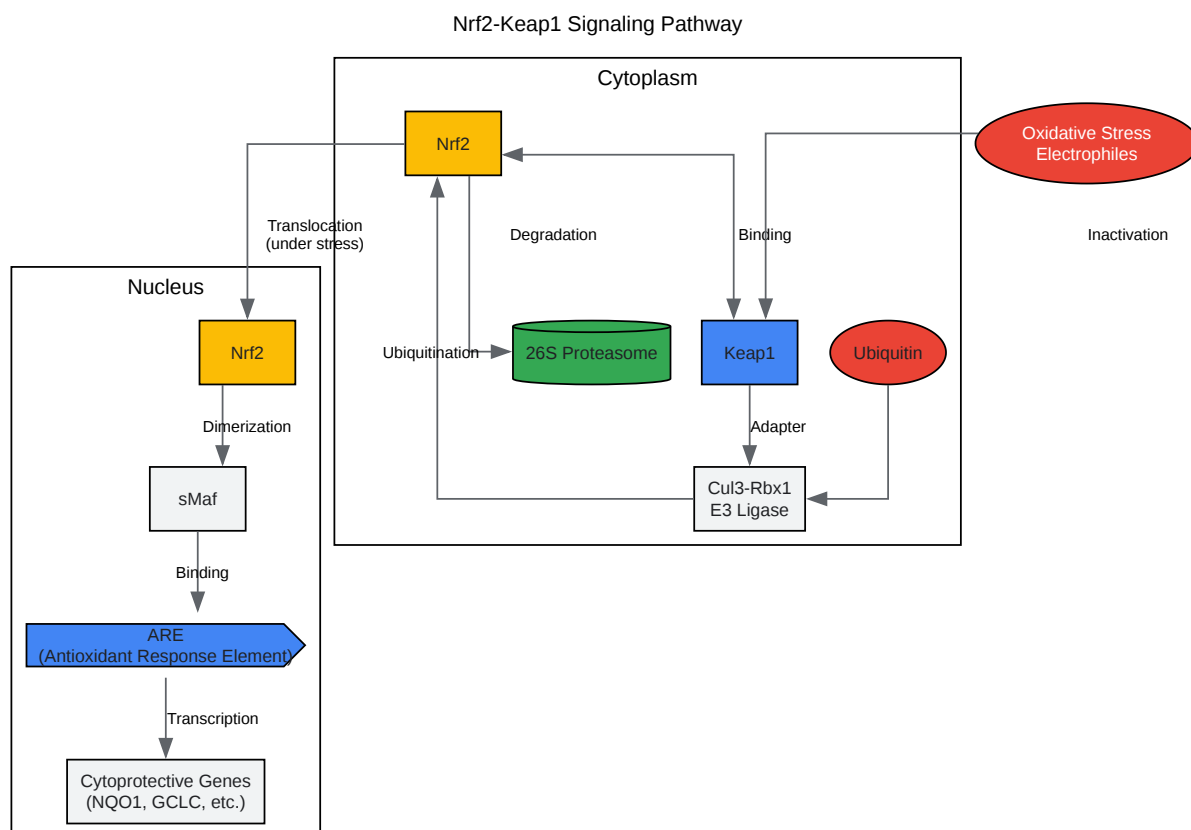 Nrf2-Keap1 Signaling Pathway
Cytoplasm
Nrf2
Oxidative Stress
Electrophiles
Translocation
(under stress)
Degradation
Binding
Inactivation
Nucleus
Nrf2
Ubiquitination
26S Proteasome
Keap1
Ubiquitin
Dimerization
Adapter
sMaf
Cul3-Rbx1
E3 Ligase
Binding
ARE
(Antioxidant Response Element)
Transcription
Cytoprotective Genes
(NQO1, GCLC, etc.)